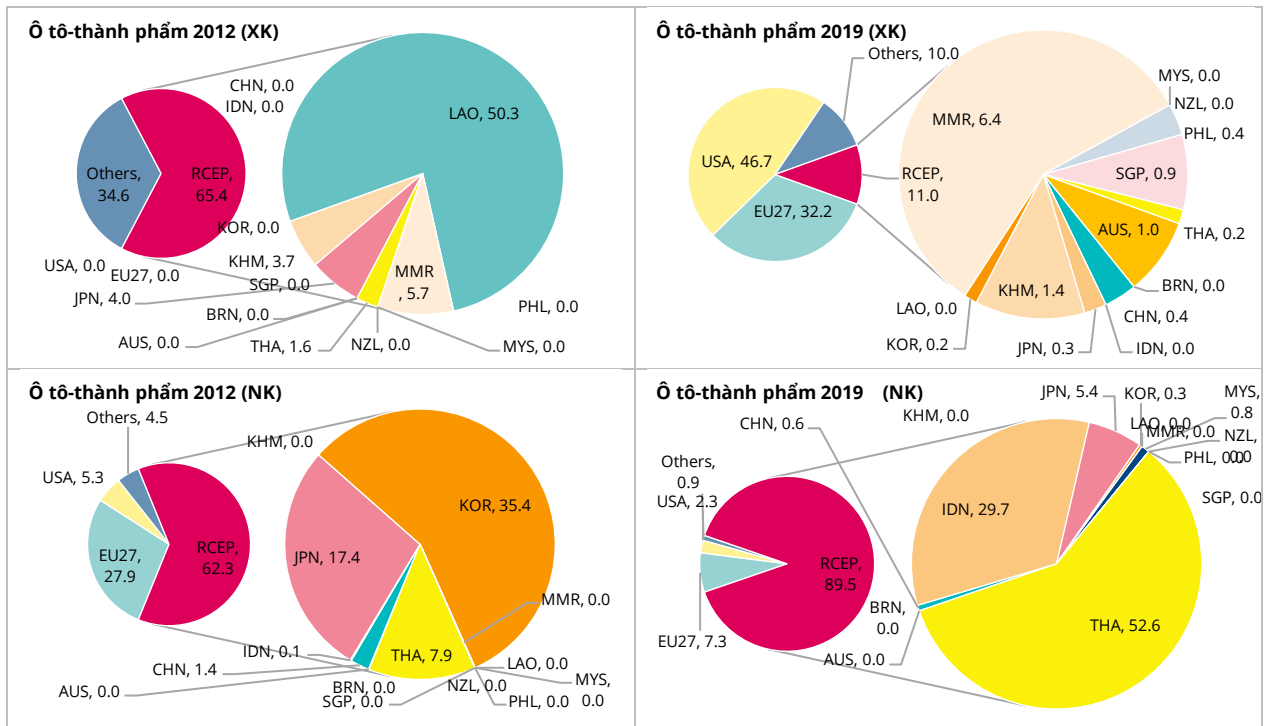 Ô tô-thành phẩm 2012 (XK)
CHN, 0.0
IDN, 0.0
LAO, 50.3
Others,
34.6
RCEP,
65.4
KOR, 0.0
KHM, 3.7
USA, 0.0
EU27, 0.0
SGP, 0.0
JPN, 4.0
BRN, 0.0
AUS, 0.0
THA, 1.6
NZL, 0.0
MMR
, 5.7
PHL, 0.0
MYS, 0.0
Ô tô-thành phẩm 2019 (XK)
Others, 10.0
MYS, 0.0
NZL, 0.0
PHL, 0.4
MMR, 6.4
USA, 46.7
RCEP,
11.0
SGP, 0.9
EU27, 32.2
THA, 0.2
AUS, 1.0
BRN, 0.0
KHM, 1.4
LAO, 0.0
CHN, 0.4
KOR, 0.2
JPN, 0.3
IDN, 0.0
Ô tô-thành phẩm 2012 (NK)
Others, 4.5
KHM, 0.0
USA, 5.3
KOR, 35.4
EU27,
27.9
RCEP,
62.3
JPN, 17.4
MMR, 0.0
IDN, 0.1
THA, 7.9
LAO, 0.0
CHN, 1.4
AUS, 0.0
BRN, 0.0
SGP, 0.0
NZL, 0.0
PHL, 0.0
MYS,
0.0
Ô tô-thành phẩm 2019 (NK)
JPN, 5.4
KOR, 0.3
MYS,
0.8
CHN, 0.6
KHM, 0.0
LAO, 0.0
MMR, 0.0
NZL,
0.0
PHL, 0.0
Others,
0.9
USA, 2.3
SGP, 0.0
IDN, 29.7
RCEP,
89.5
BRN,
0.0
THA, 52.6
EU27, 7.3
AUS, 0.0